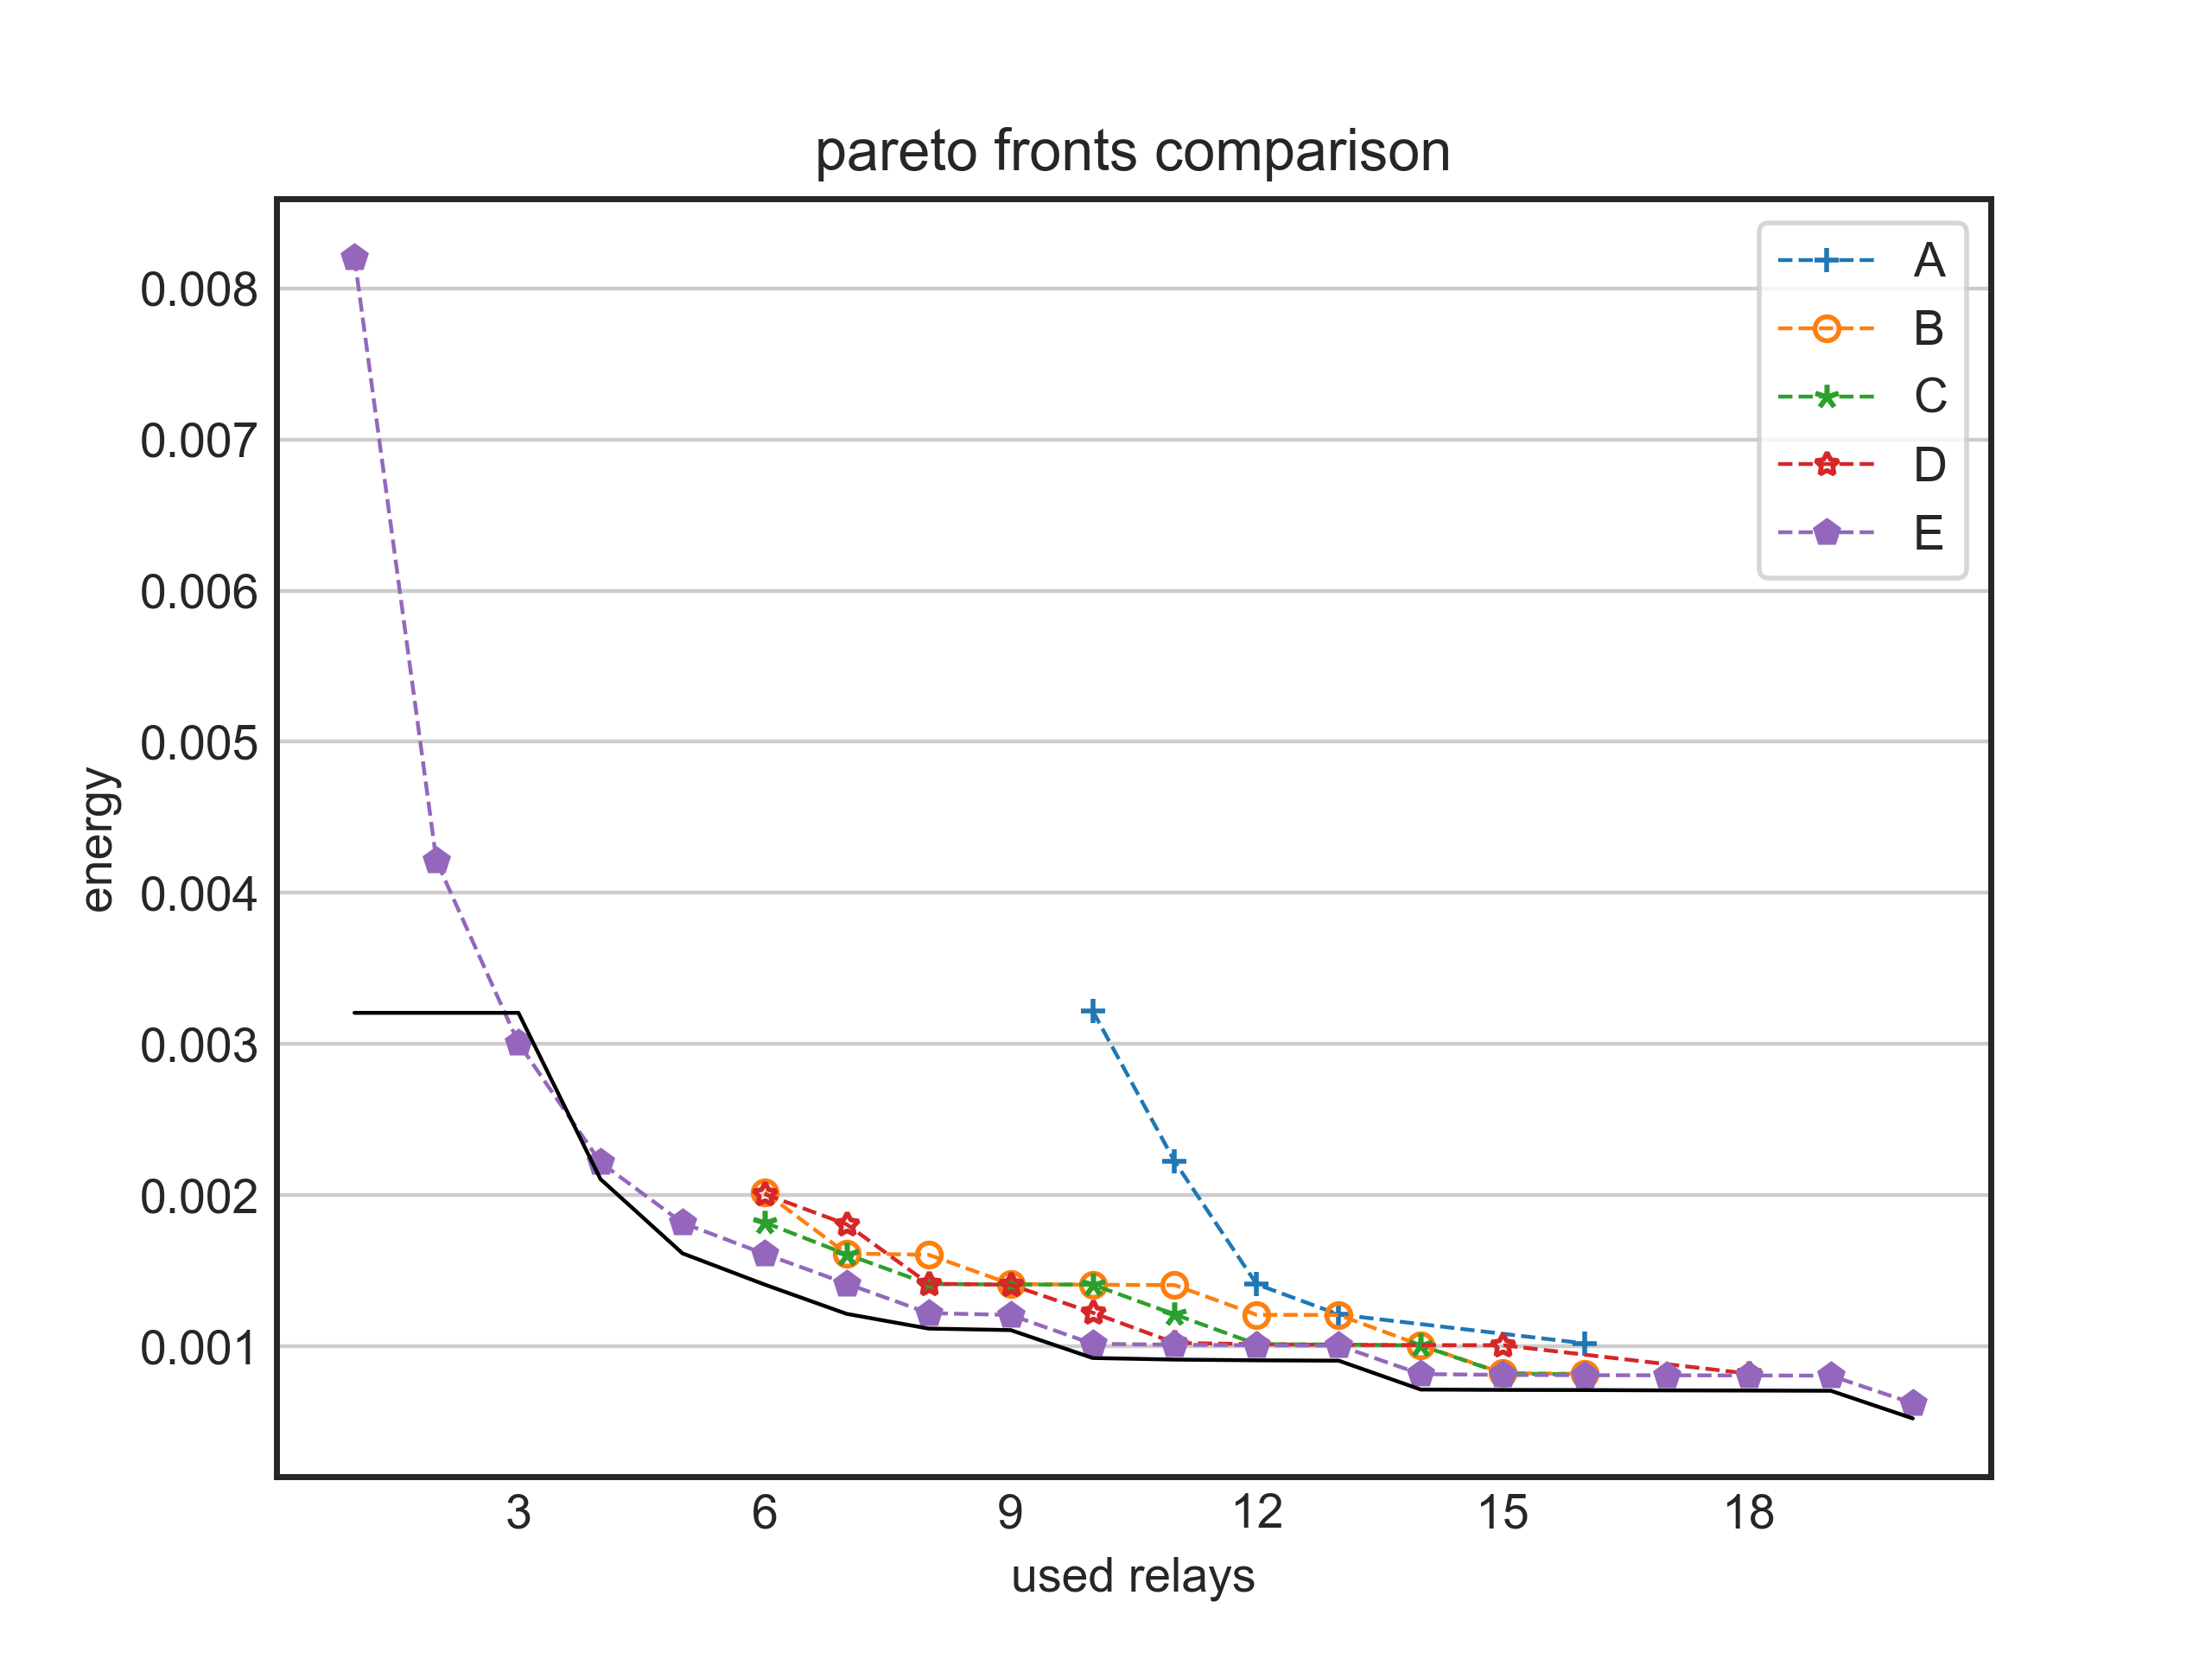 pareto fronts comparison
A
B
C
D
E
0.008
0.007
0.006
0.005
0.004
0.003
0.002
0.001
energy
3 6 9 12 15 18
used relays